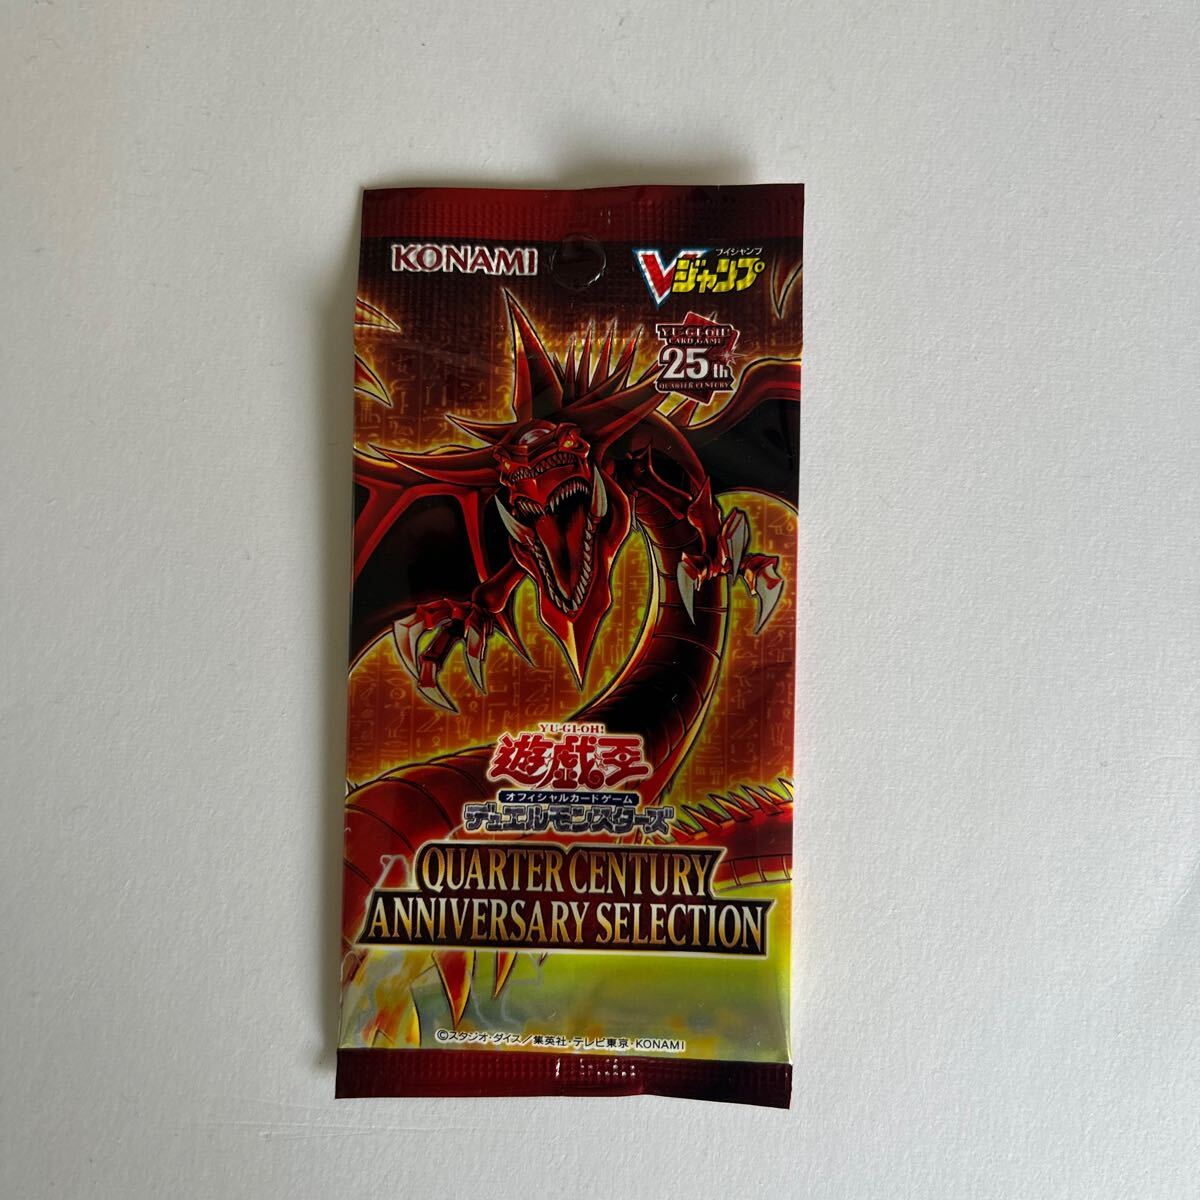 KONAMI
ブイジャンプ
Vジャンプ
YU-GI-OH!
CARD GAME
25th
QUARTER CENTURY
YU-GI-OH!
遊戯王
オフィシャルカードゲーム
デュエルモンスターズ
QUARTER CENTURY
ANNIVERSARY SELECTION
©スタジオ・ダイス／集英社・テレビ東京・KONAMI